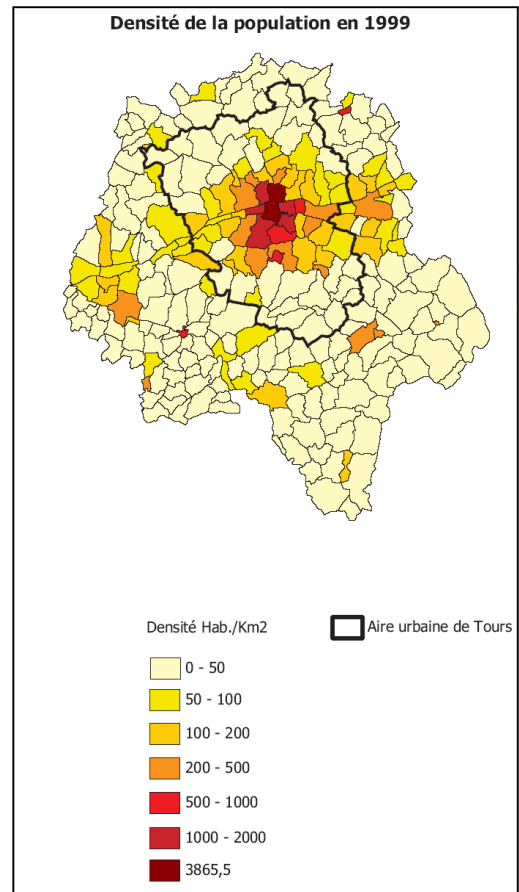 Densité de la population en 1999
Densité Hab./Km2
Aire urbaine de Tours
0 - 50
50 - 100
100 - 200
200 - 500
500 - 1000
1000 - 2000
3865,5